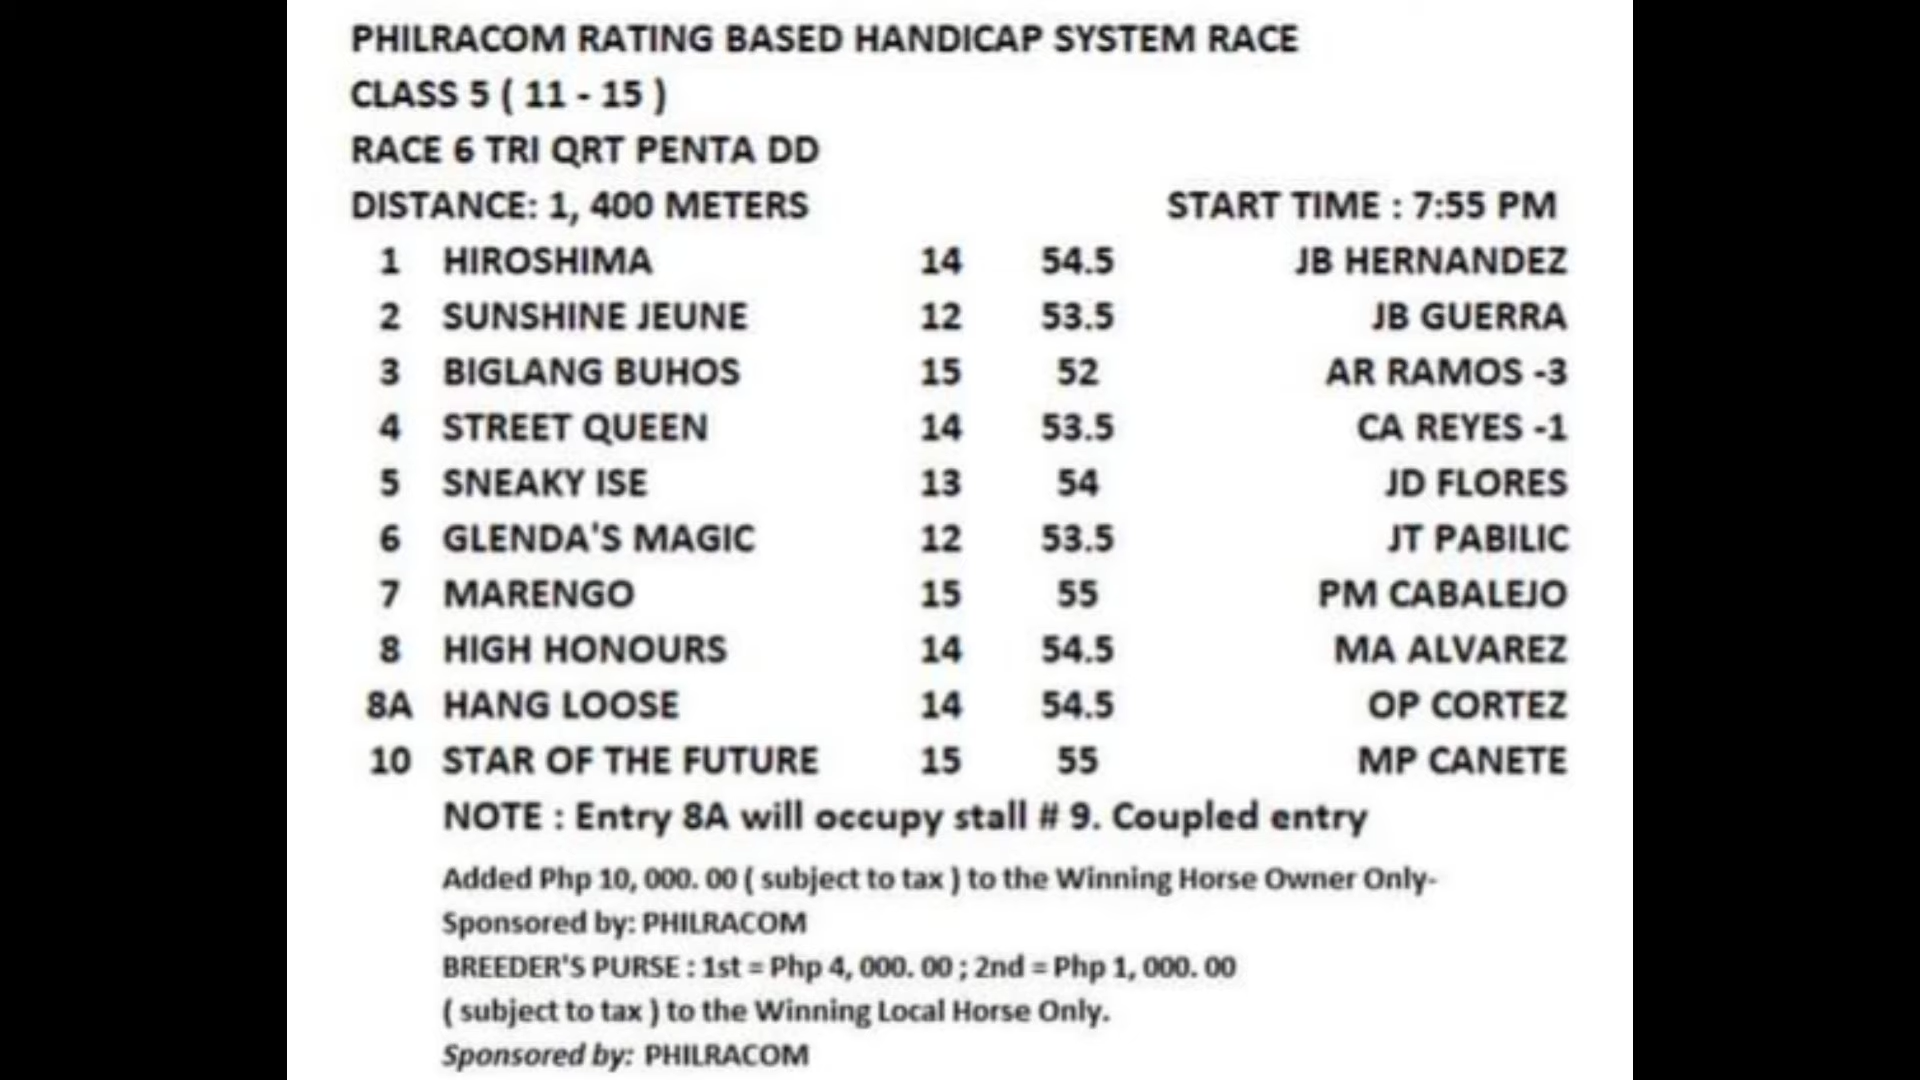 PHILRACOM RATING BASED HANDICAP SYSTEM RACE
CLASS 5 ( 11 - 15 )
RACE 6 TRI QRT PENTA DD
DISTANCE: 1, 400 METERS START TIME : 7:55 PM
1 HIROSHIMA 14 54.5 JB HERNANDEZ
2 SUNSHINE JEUNE 12 53.5 JB GUERRA
3 BIGLANG BUHOS 15 52 AR RAMOS -3
4 STREET QUEEN 14 53.5 CA REYES -1
5 SNEAKY ISE 13 54 JD FLORES
6 GLENDA'S MAGIC 12 53.5 JT PABILIC
7 MARENGO 15 55 PM CABALEJO
8 HIGH HONOURS 14 54.5 MA ALVAREZ
8A HANG LOOSE 14 54.5 OP CORTEZ
10 STAR OF THE FUTURE 15 55 MP CANETE
NOTE : Entry 8A will occupy stall # 9. Coupled entry
Added Php 10, 000. 00 ( subject to tax ) to the Winning Horse Owner Only-
Sponsored by: PHILRACOM
BREEDER'S PURSE : 1st = Php 4, 000. 00 ; 2nd = Php 1, 000. 00
( subject to tax ) to the Winning Local Horse Only.
Sponsored by: PHILRACOM